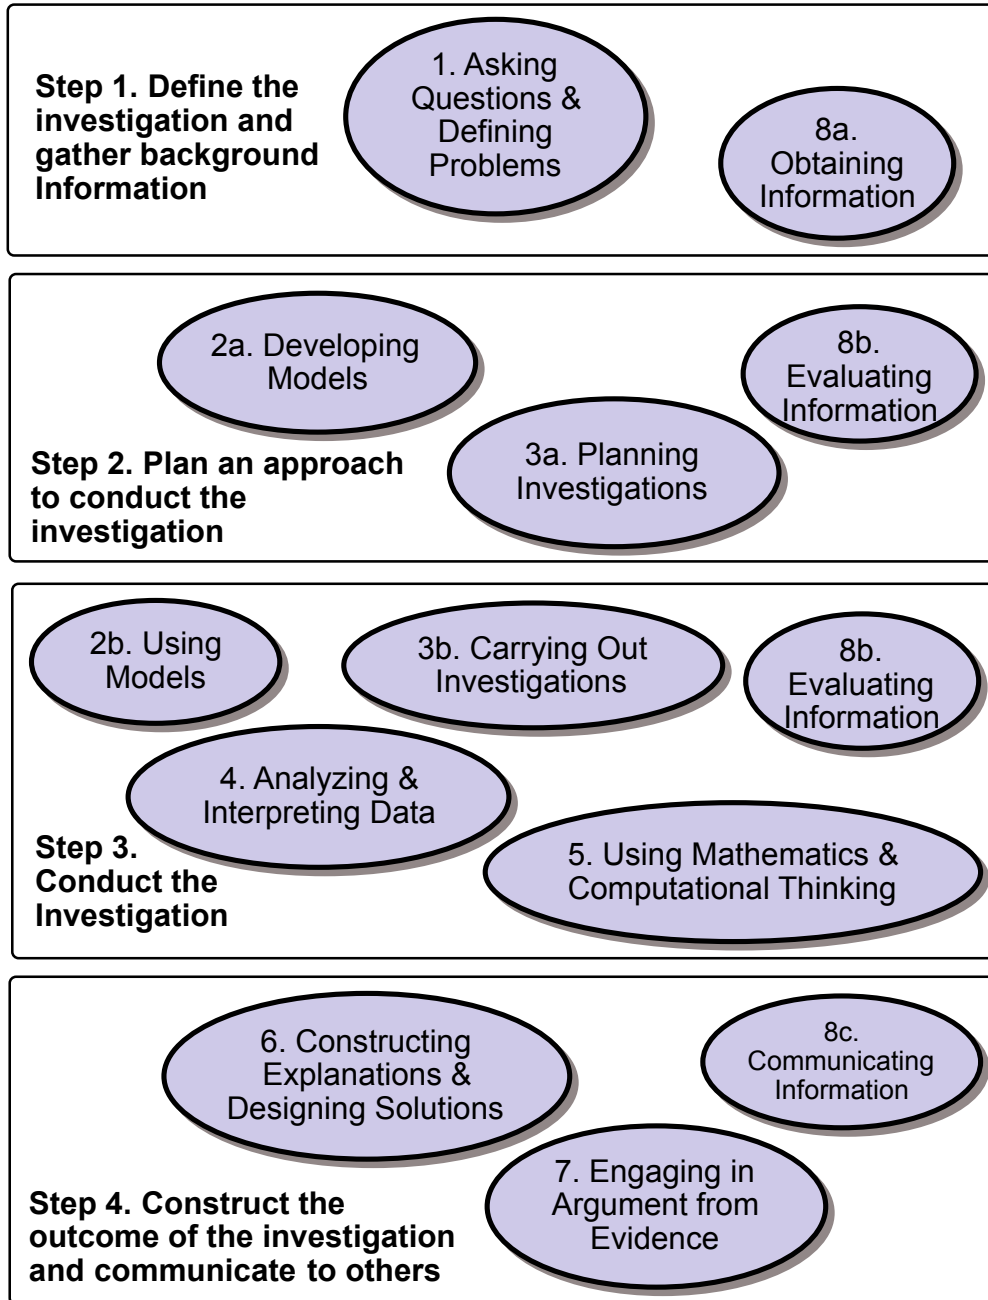 Step 1. Define the
investigation and
gather background
Information
1. Asking
Questions &
Defining
Problems
8a.
Obtaining
Information
2a. Developing
Models
8b.
Evaluating
Information
3a. Planning
Investigations
Step 2. Plan an approach
to conduct the
investigation
2b. Using
Models
3b. Carrying Out
Investigations
8b.
Evaluating
Information
4. Analyzing &
Interpreting Data
5. Using Mathematics &
Computational Thinking
Step 3.
Conduct the
Investigation
6. Constructing
Explanations &
Designing Solutions
8c.
Communicating
Information
7. Engaging in
Argument from
Evidence
Step 4. Construct the
outcome of the investigation
and communicate to others